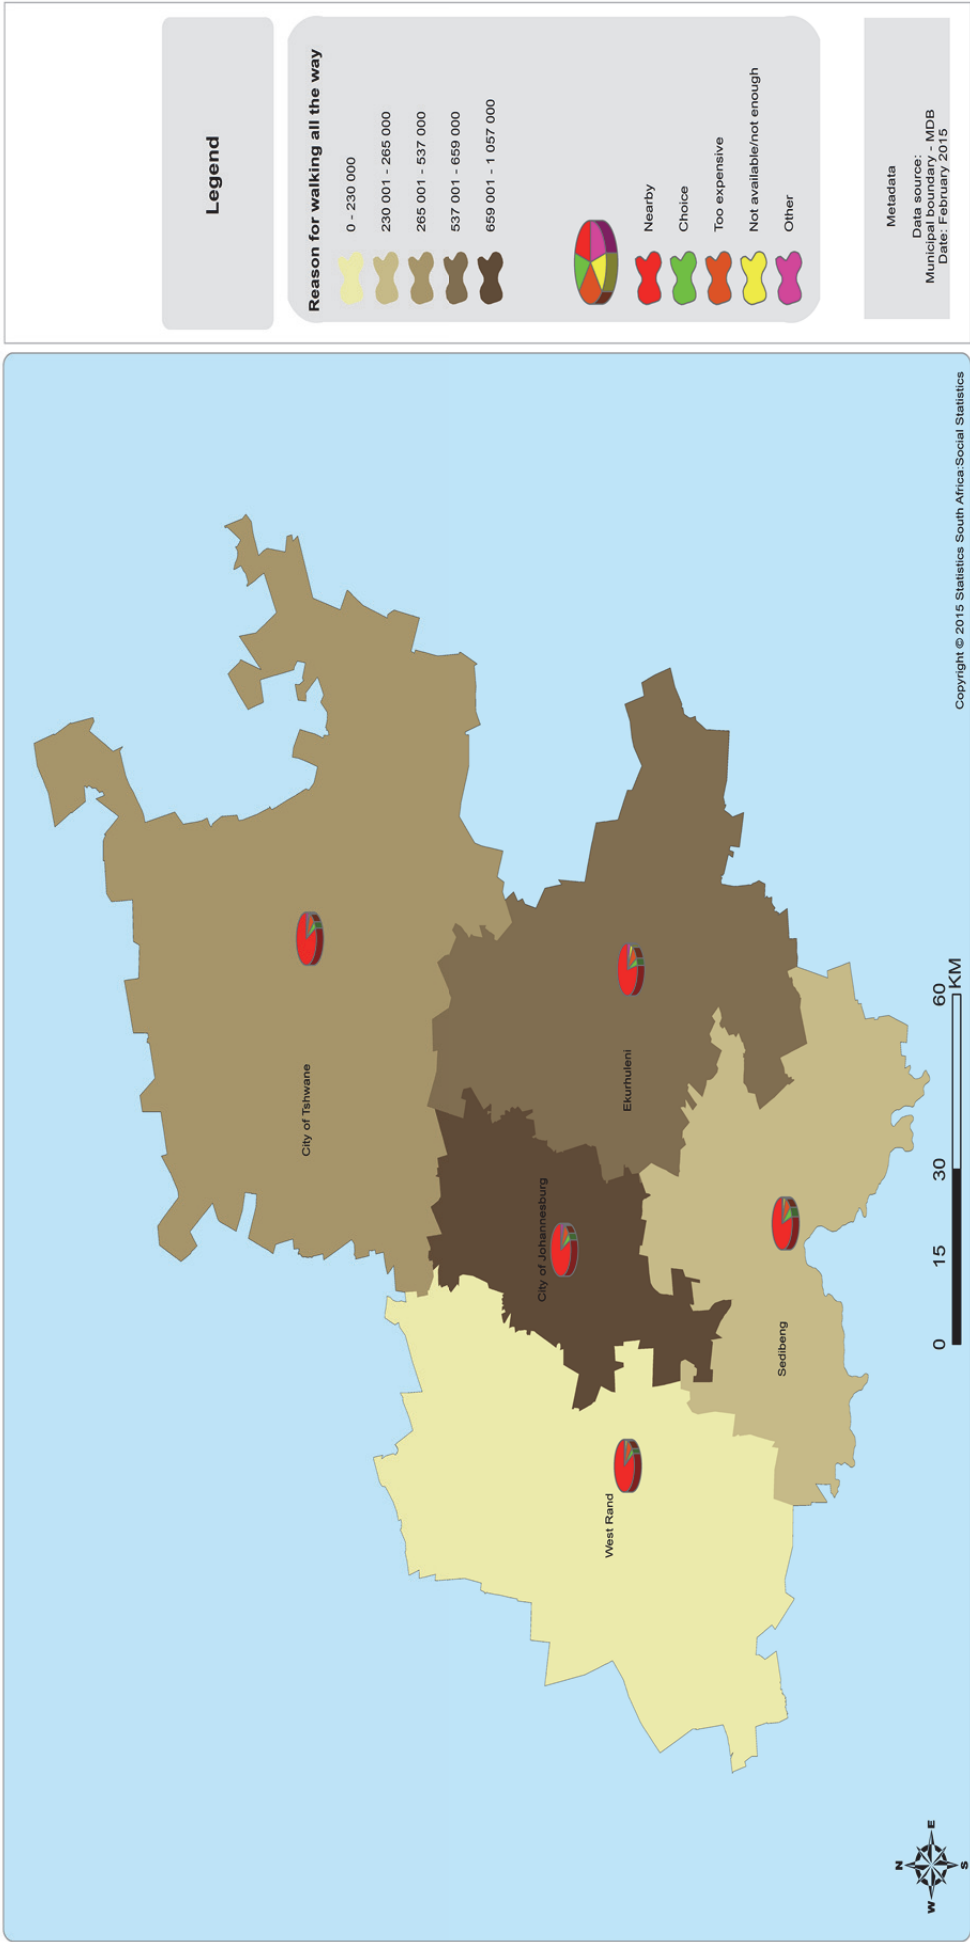 Legend
Reason for walking all the way
0 - 230 000
230 001 - 265 000
265 001 - 537 000
537 001 - 659 000
659 001 - 1 057 000
Nearby
Choice
Too expensive
Not available/not enough
Other
Metadata
Data source:
Municipal boundary - MDB
Date: February 2015
City of Tshwane
City of Johannesburg
Ekurhuleni
West Rand
Sedibeng
0 15 30 60
KM
N
W E
S
Copyright © 2015 Statistics South Africa:Social Statistics